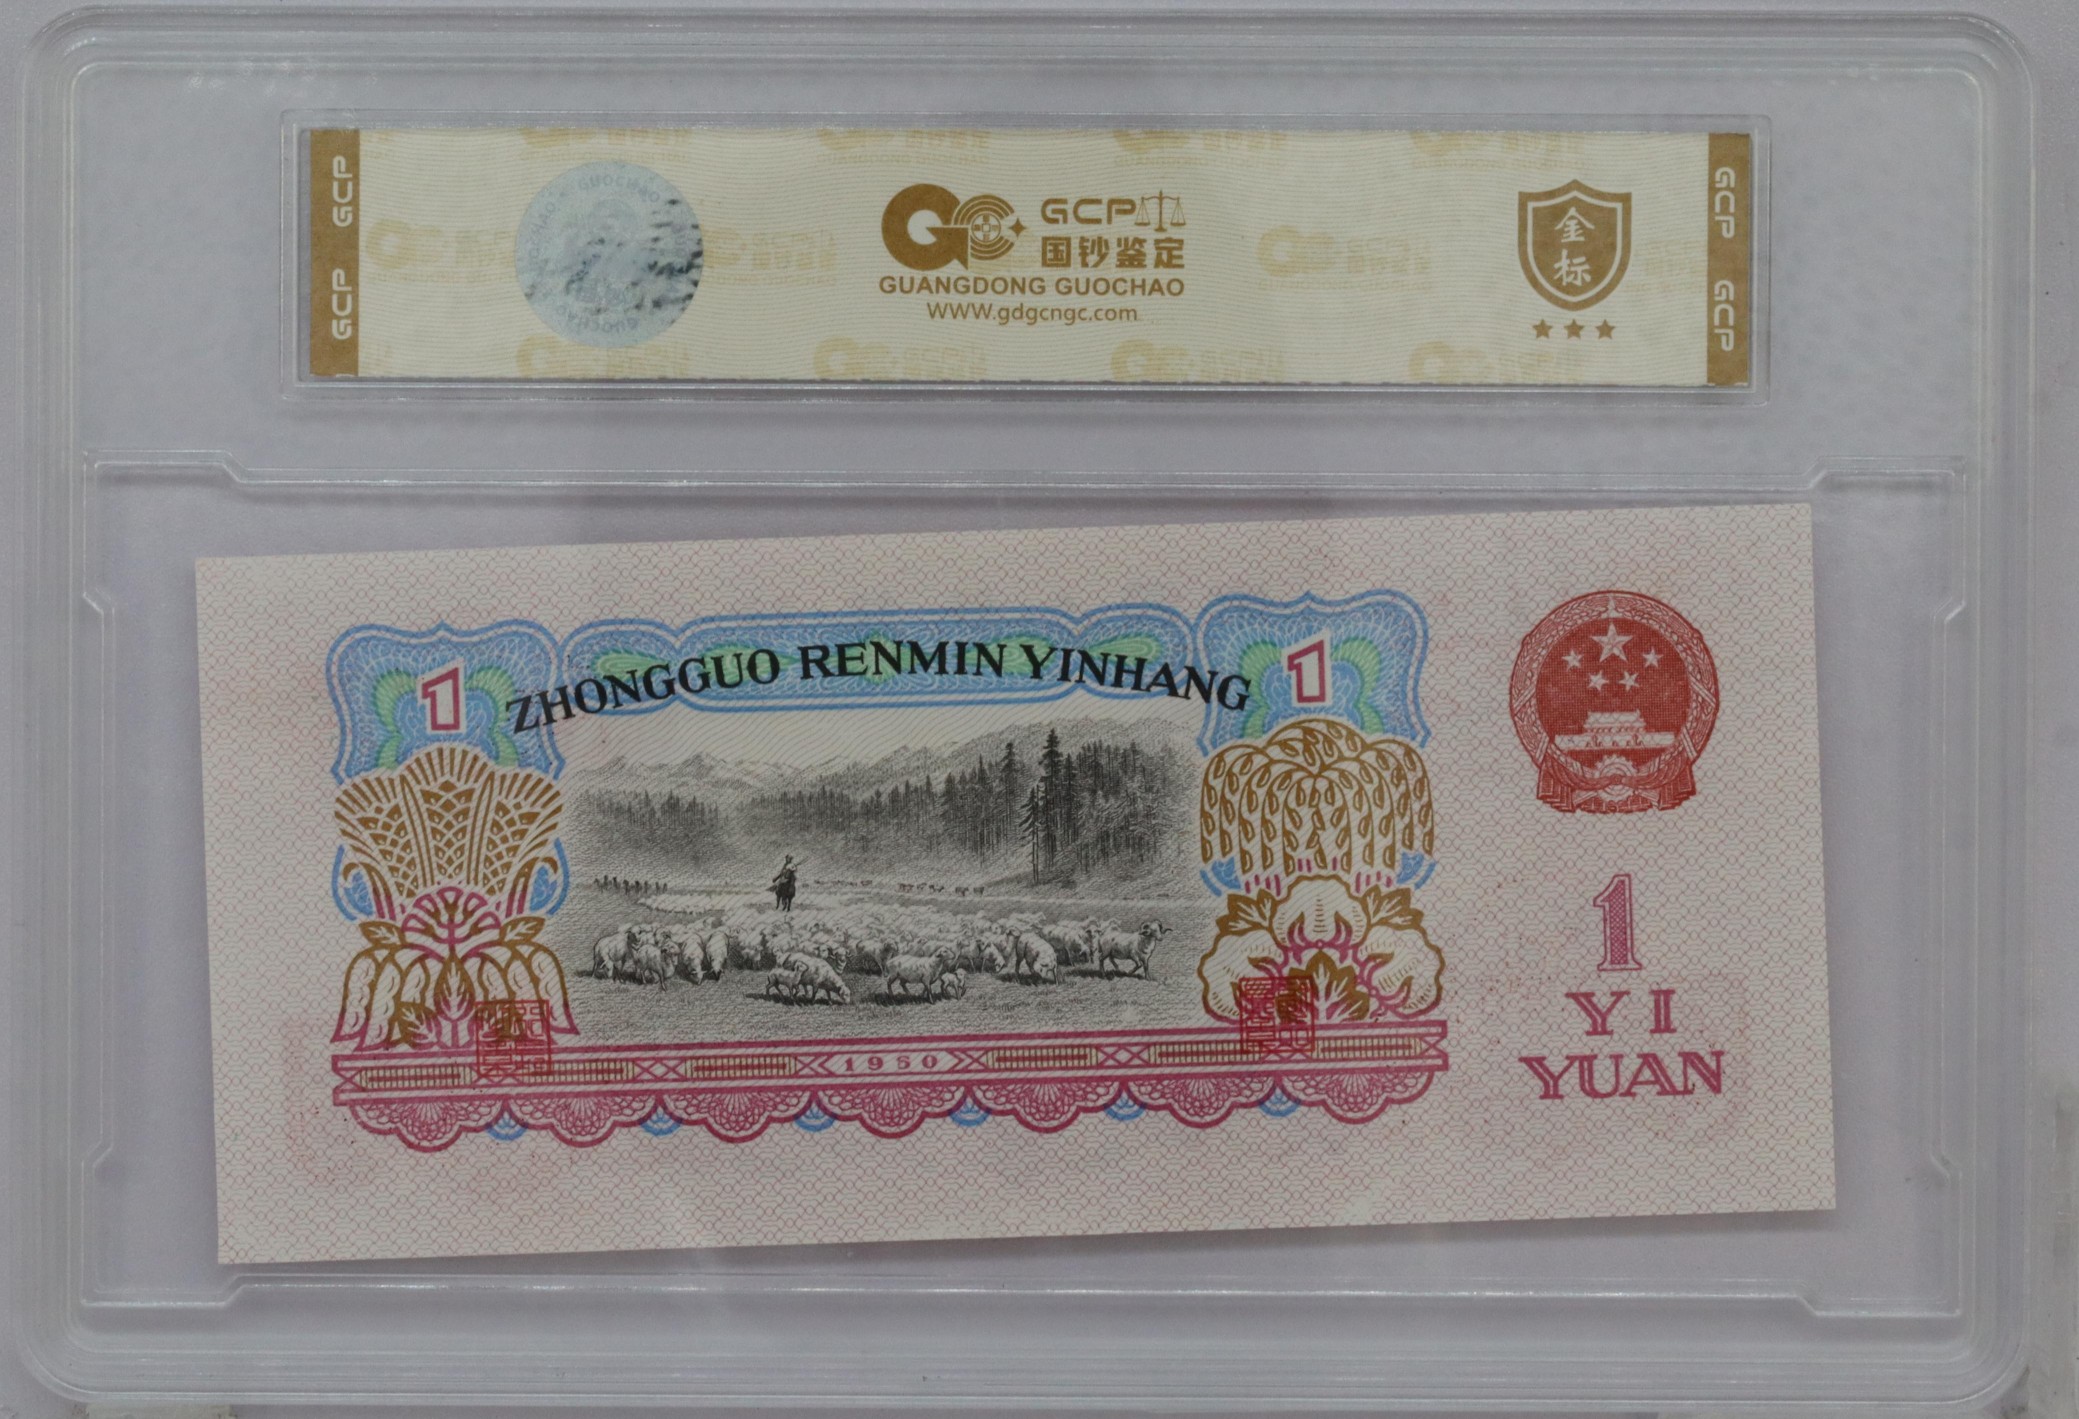 GCP
GCP
GUOCHAO
GCP
国钞鉴定
GUANGDONG GUOCHAO
WWW.gdgcngc.com
金
标
GCP
GCP
1
ZHONGGUO RENMIN YINHANG
1
1960
1
YI
YUAN